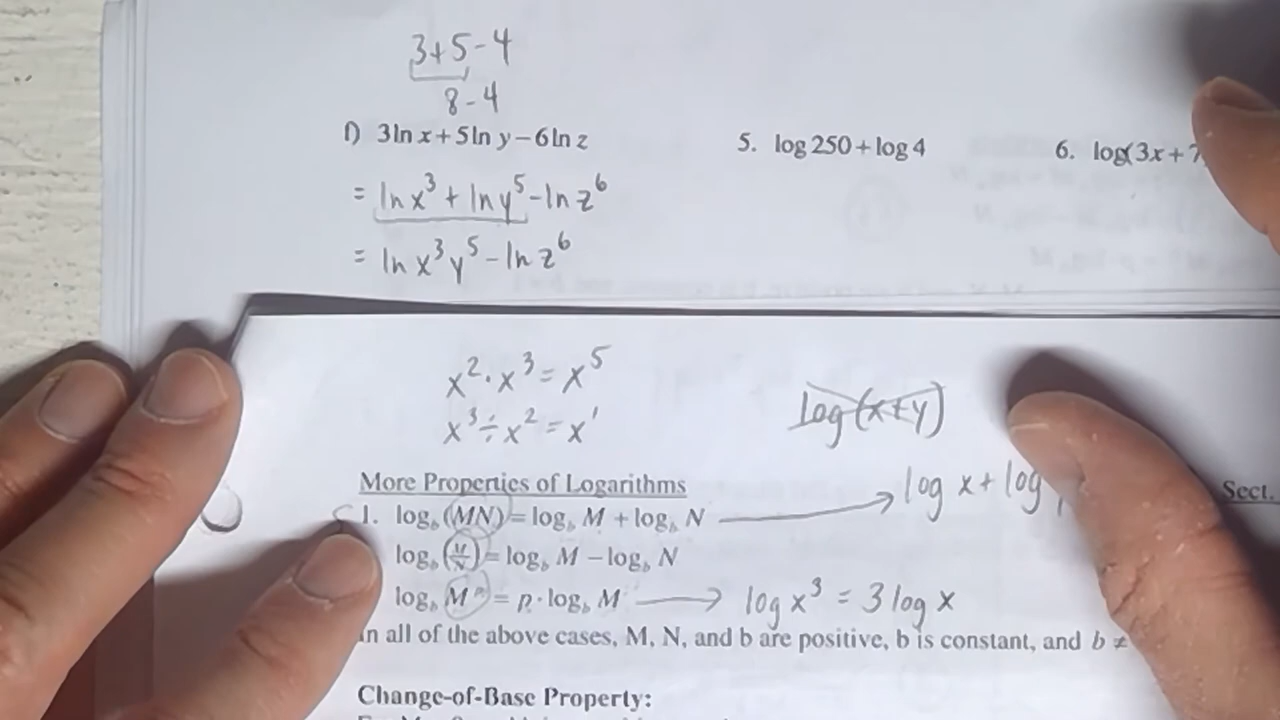 3+5-4
8-4
f) 3ln x+5ln y−6ln z
5. log 250+log 4
6. log(3x+
= ln x³ + ln y⁵ - ln z⁶
= ln x³y⁵ - ln z⁶
x²·x³=x⁵
x³÷x²=x¹
log(x+y)
More Properties of Logarithms
log x + log
Sect.
1. log_b (MN)=log_b M+log_b N
log_b (M/N)=log_b M−log_b N
log_b M^p=p·log_b M
log x³ = 3 log x
in all of the above cases, M, N, and b are positive, b is constant, and b ≠
Change-of-Base Property: